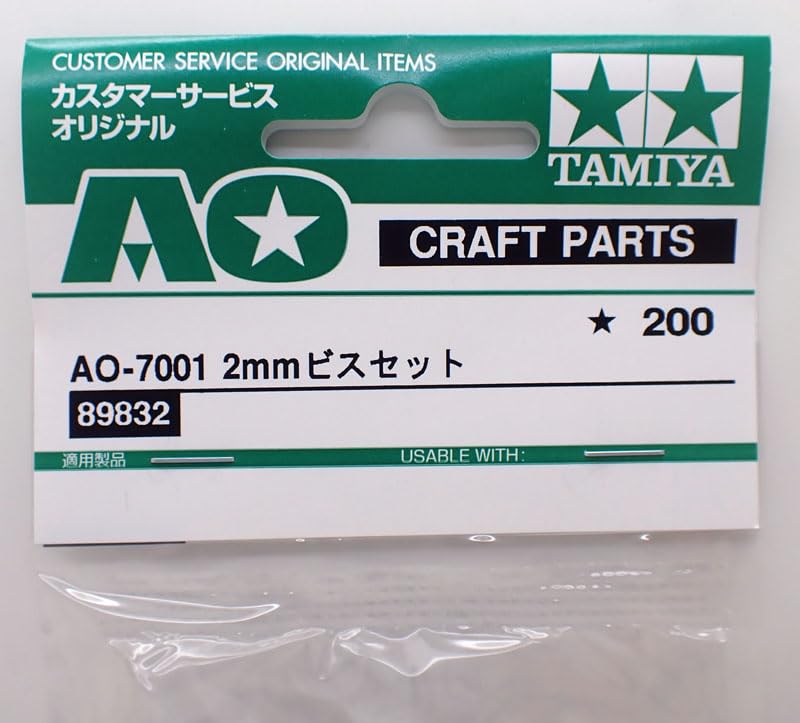 CUSTOMER SERVICE ORIGINAL ITEMS
カスタマーサービス
オリジナル
TAMIYA
AO
CRAFT PARTS
★ 200
AO-7001 2mmビスセット
89832
適用製品 USABLE WITH: